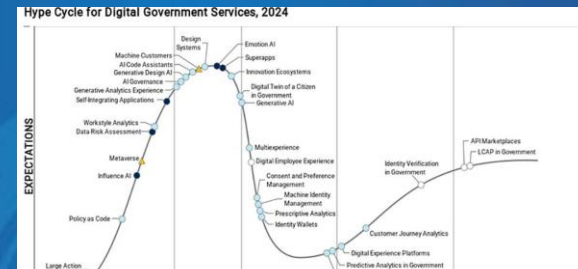 Hype Cycle for Digital Government Services, 2024
EXPECTATIONS
Large Action
Policy as Code
Influence AI
Metaverse
Data Risk Assessment
Workstyle Analytics
Self-Integrating Applications
Generative Analytics Experience
AI Governance
Generative Design AI
AI Code Assistants
Machine Customers
Design
Systems
Emotion AI
Superapps
Innovation Ecosystems
Digital Twin of a Citizen
in Government
Generative AI
Multiexperience
Digital Employee Experience
Consent and Preference
Management
Machine Identity
Management
Prescriptive Analytics
Identity Wallets
Predictive Analytics in Government
Digital Experience Platforms
Customer Journey Analytics
Identity Verification
in Government
API Marketplaces
LCAP in Government